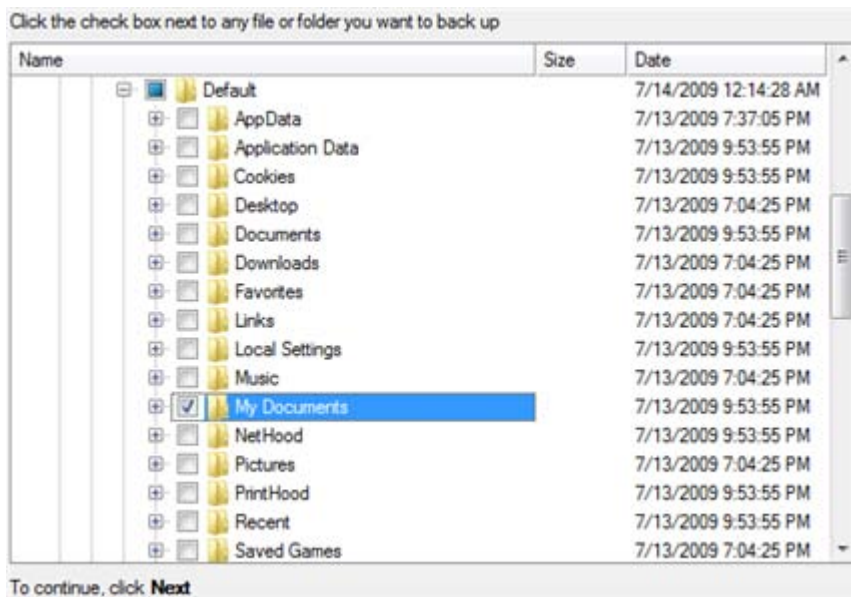 Click the check box next to any file or folder you want to back up
Name Size Date
Default 7/14/2009 12:14:28 AM
AppData 7/13/2009 7:37:05 PM
Application Data 7/13/2009 9:53:55 PM
Cookies 7/13/2009 9:53:55 PM
Desktop 7/13/2009 7:04:25 PM
Documents 7/13/2009 9:53:55 PM
Downloads 7/13/2009 7:04:25 PM
Favorites 7/13/2009 7:04:25 PM
Links 7/13/2009 7:04:25 PM
Local Settings 7/13/2009 9:53:55 PM
Music 7/13/2009 7:04:25 PM
My Documents 7/13/2009 9:53:55 PM
NetHood 7/13/2009 9:53:55 PM
Pictures 7/13/2009 7:04:25 PM
PrintHood 7/13/2009 9:53:55 PM
Recent 7/13/2009 9:53:55 PM
Saved Games 7/13/2009 7:04:25 PM
To continue, click Next